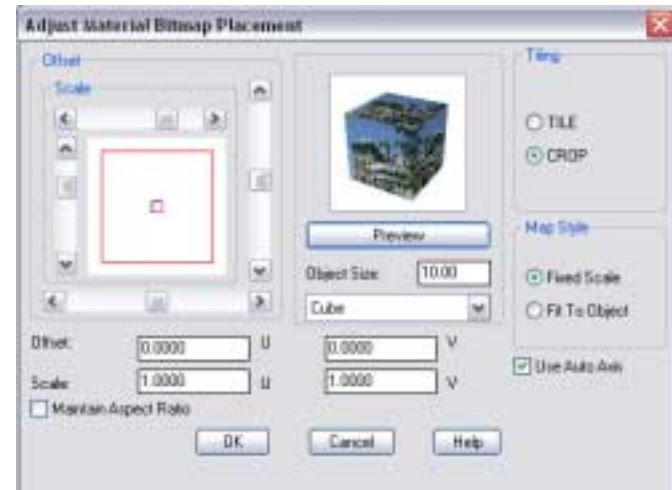 Adjust Material Bitmap Placement
Offset
Scale
Tiling
TILE
CROP
Preview
Object Size: 10.00
Cube
Map Style
Fixed Scale
Fit To Object
Offset: 0.0000 U 0.0000 V
Scale: 1.0000 U 1.0000 V
Use Auto Axis
Maintain Aspect Ratio
OK Cancel Help